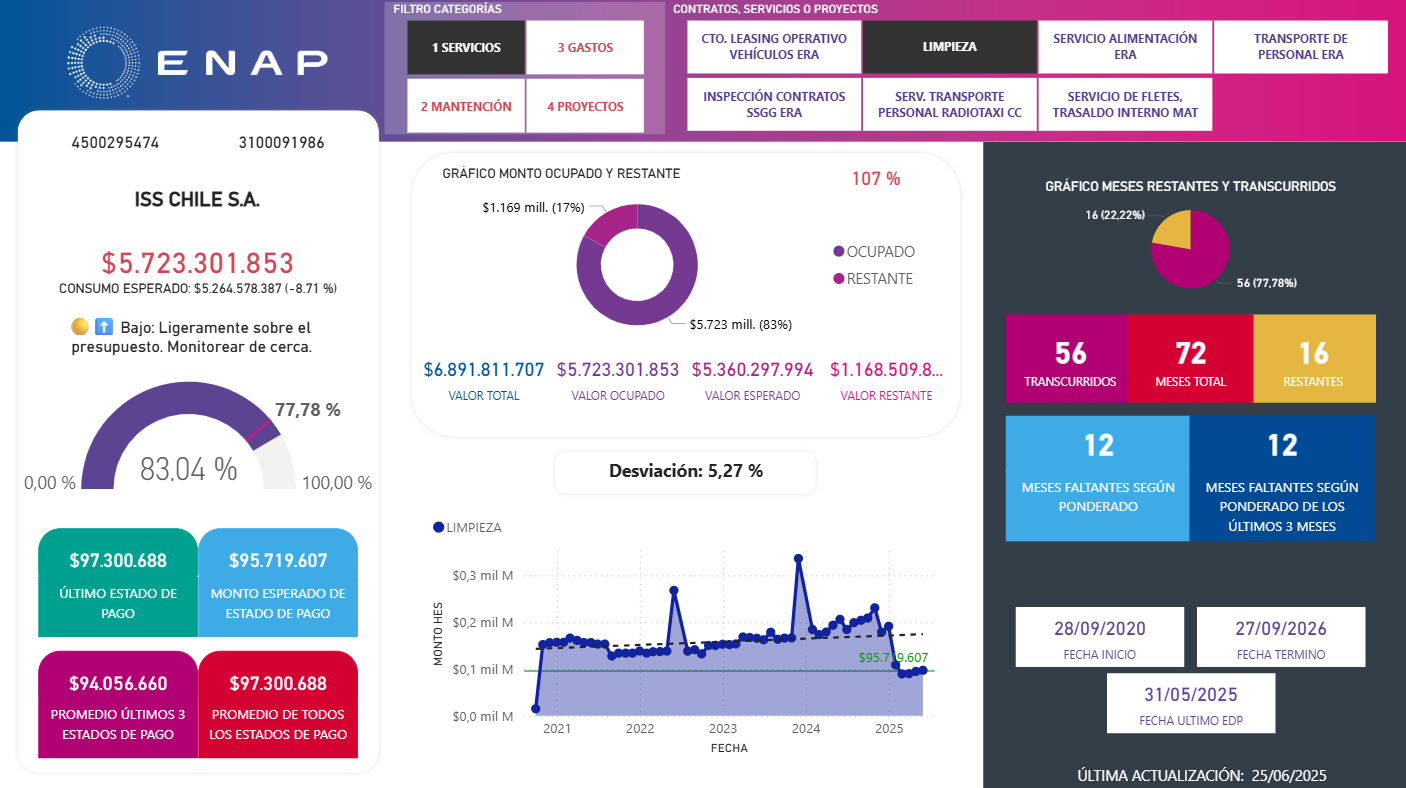 ENAP
FILTRO CATEGORÍAS
1 SERVICIOS
3 GASTOS
2 MANTENCIÓN
4 PROYECTOS
CONTRATOS, SERVICIOS O PROYECTOS
CTO. LEASING OPERATIVO
VEHÍCULOS ERA
LIMPIEZA
SERVICIO ALIMENTACIÓN
ERA
TRANSPORTE DE
PERSONAL ERA
INSPECCIÓN CONTRATOS
SSGG ERA
SERV. TRANSPORTE
PERSONAL RADIOTAXI CC
SERVICIO DE FLETES,
TRASALDO INTERNO MAT
4500295474
3100091986
ISS CHILE S.A.
$5.723.301.853
CONSUMO ESPERADO: $5.264.578.387 (-8.71 %)
Bajo: Ligeramente sobre el
presupuesto. Monitorear de cerca.
77,78 %
83,04 %
0,00 %
100,00 %
$97.300.688
ÚLTIMO ESTADO DE
PAGO
$95.719.607
MONTO ESPERADO DE
ESTADO DE PAGO
$94.056.660
PROMEDIO ÚLTIMOS 3
ESTADOS DE PAGO
$97.300.688
PROMEDIO DE TODOS
LOS ESTADOS DE PAGO
GRÁFICO MONTO OCUPADO Y RESTANTE
107 %
$1.169 mill. (17%)
$5.723 mill. (83%)
OCUPADO
RESTANTE
$6.891.811.707
VALOR TOTAL
$5.723.301.853
VALOR OCUPADO
$5.360.297.994
VALOR ESPERADO
$1.168.509.8...
VALOR RESTANTE
Desviación: 5,27 %
LIMPIEZA
MONTO HES
$0,3 mil M
$0,2 mil M
$0,1 mil M
$0,0 mil M
$95.719.607
2021
2022
2023
2024
2025
FECHA
GRÁFICO MESES RESTANTES Y TRANSCURRIDOS
16 (22,22%)
56 (77,78%)
56
TRANSCURRIDOS
72
MESES TOTAL
16
RESTANTES
12
MESES FALTANTES SEGÚN
PONDERADO
12
MESES FALTANTES SEGÚN
PONDERADO DE LOS
ÚLTIMOS 3 MESES
28/09/2020
FECHA INICIO
27/09/2026
FECHA TERMINO
31/05/2025
FECHA ULTIMO EDP
ÚLTIMA ACTUALIZACIÓN: 25/06/2025